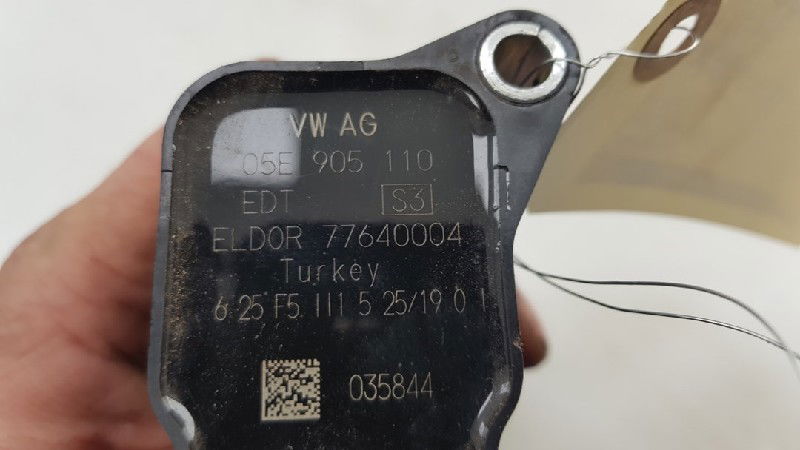 VW AG
05E 905 110
EDT S3
ELDOR 77640004
Turkey
6 25 F5 111 5 25/19 0 1
035844